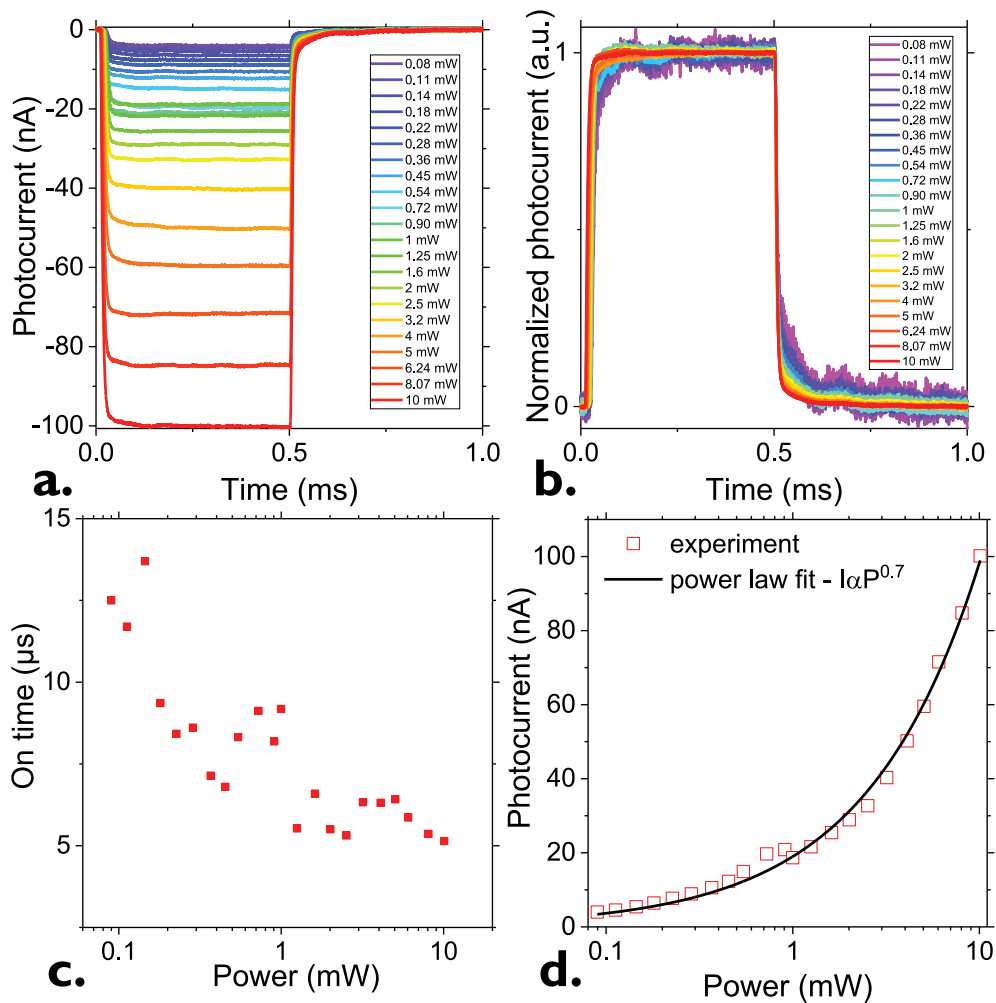 0
-20
-40
-60
-80
-100
Photocurrent (nA)
0.0
0.5
1.0
Time (ms)
0.08 mW
0.11 mW
0.14 mW
0.18 mW
0.22 mW
0.28 mW
0.36 mW
0.45 mW
0.54 mW
0.72 mW
0.90 mW
1 mW
1.25 mW
1.6 mW
2 mW
2.5 mW
3.2 mW
4 mW
5 mW
6.24 mW
8.07 mW
10 mW
a.
1
0
Normalized photocurrent (a.u.)
0.0
0.5
1.0
Time (ms)
0.08 mW
0.11 mW
0.14 mW
0.18 mW
0.22 mW
0.28 mW
0.36 mW
0.45 mW
0.54 mW
0.72 mW
0.90 mW
1 mW
1.25 mW
1.6 mW
2 mW
2.5 mW
3.2 mW
4 mW
5 mW
6.24 mW
8.07 mW
10 mW
b.
15
10
5
On time (µs)
0.1
1
10
Power (mW)
c.
experiment
power law fit - IαP^0.7
100
80
60
40
20
0
Photocurrent (nA)
0.1
1
10
Power (mW)
d.